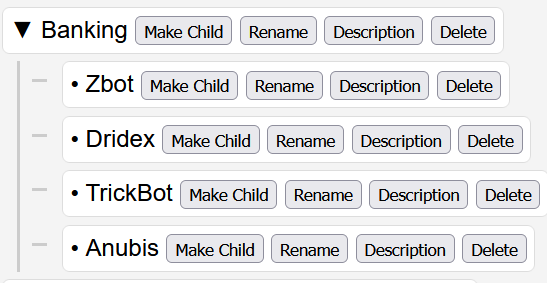 ▼ Banking Make Child Rename Description Delete
• Zbot Make Child Rename Description Delete
• Dridex Make Child Rename Description Delete
• TrickBot Make Child Rename Description Delete
• Anubis Make Child Rename Description Delete